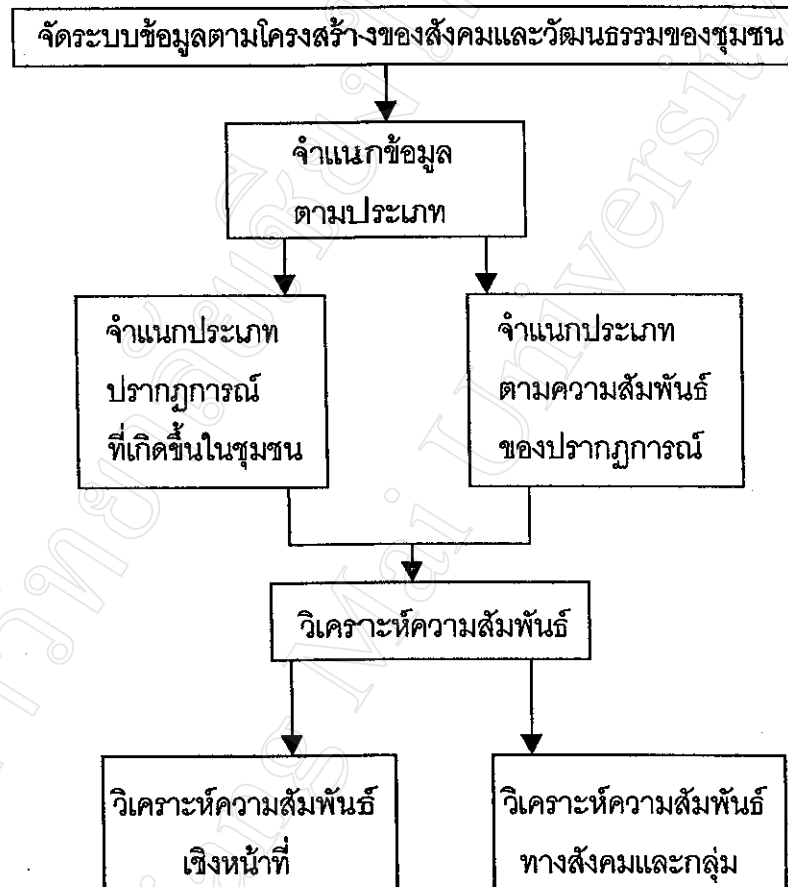 จัดระบบข้อมูลตามโครงสร้างของสังคมและวัฒนธรรมของชุมชน
จำแนกข้อมูล
ตามประเภท
จำแนกประเภท
ปรากฏการณ์
ที่เกิดขึ้นในชุมชน
จำแนกประเภท
ตามความสัมพันธ์
ของปรากฏการณ์
วิเคราะห์ความสัมพันธ์
วิเคราะห์ความสัมพันธ์
เชิงหน้าที่
วิเคราะห์ความสัมพันธ์
ทางสังคมและกลุ่ม